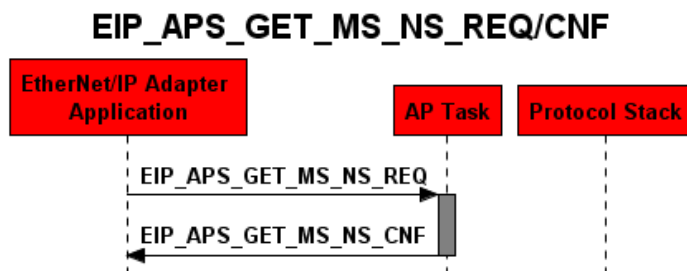 EIP_APS_GET_MS_NS_REQ/CNF
EtherNet/IP Adapter
Application
AP Task
Protocol Stack
EIP_APS_GET_MS_NS_REQ
EIP_APS_GET_MS_NS_CNF